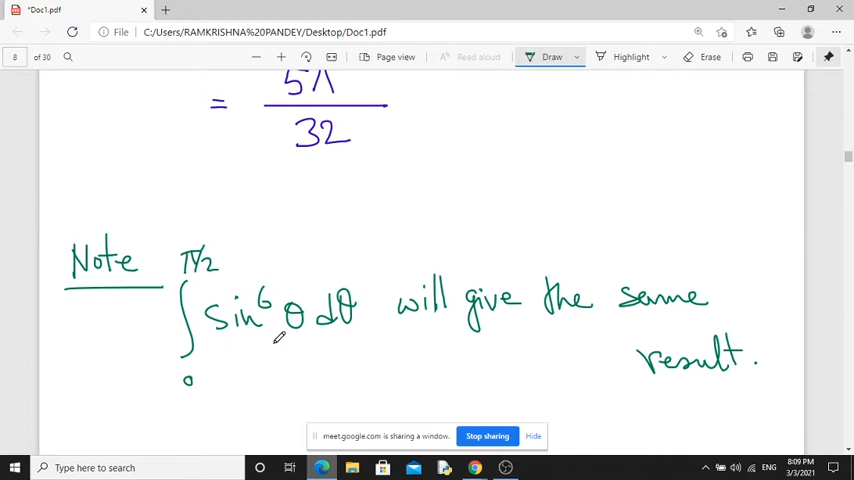 *Doc1.pdf
File C:/Users/RAMKRISHNA%20PANDEY/Desktop/Doc1.pdf
8 of 30 Page view Read aloud Draw Highlight Erase
5π
=
32
Note
π/2
∫ sin⁶ θ dθ will give the same
result.
0
meet.google.com is sharing a window. Stop sharing Hide
Type here to search
ENG
8:09 PM
3/3/2021